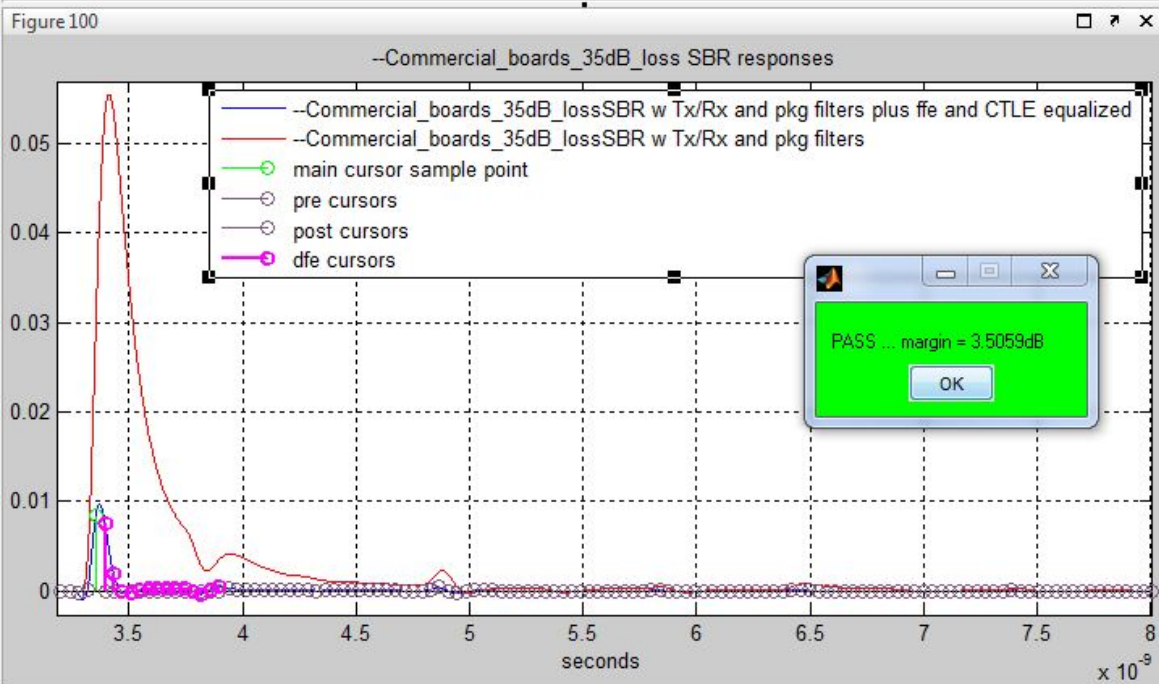 Figure 100
--Commercial_boards_35dB_loss SBR responses
--Commercial_boards_35dB_lossSBR w Tx/Rx and pkg filters plus ffe and CTLE equalized
--Commercial_boards_35dB_lossSBR w Tx/Rx and pkg filters
main cursor sample point
pre cursors
post cursors
dfe cursors
PASS ... margin = 3.5059dB
OK
0.05
0.04
0.03
0.02
0.01
0
3.5 4 4.5 5 5.5 6 6.5 7 7.5 8
seconds
x 10^-9